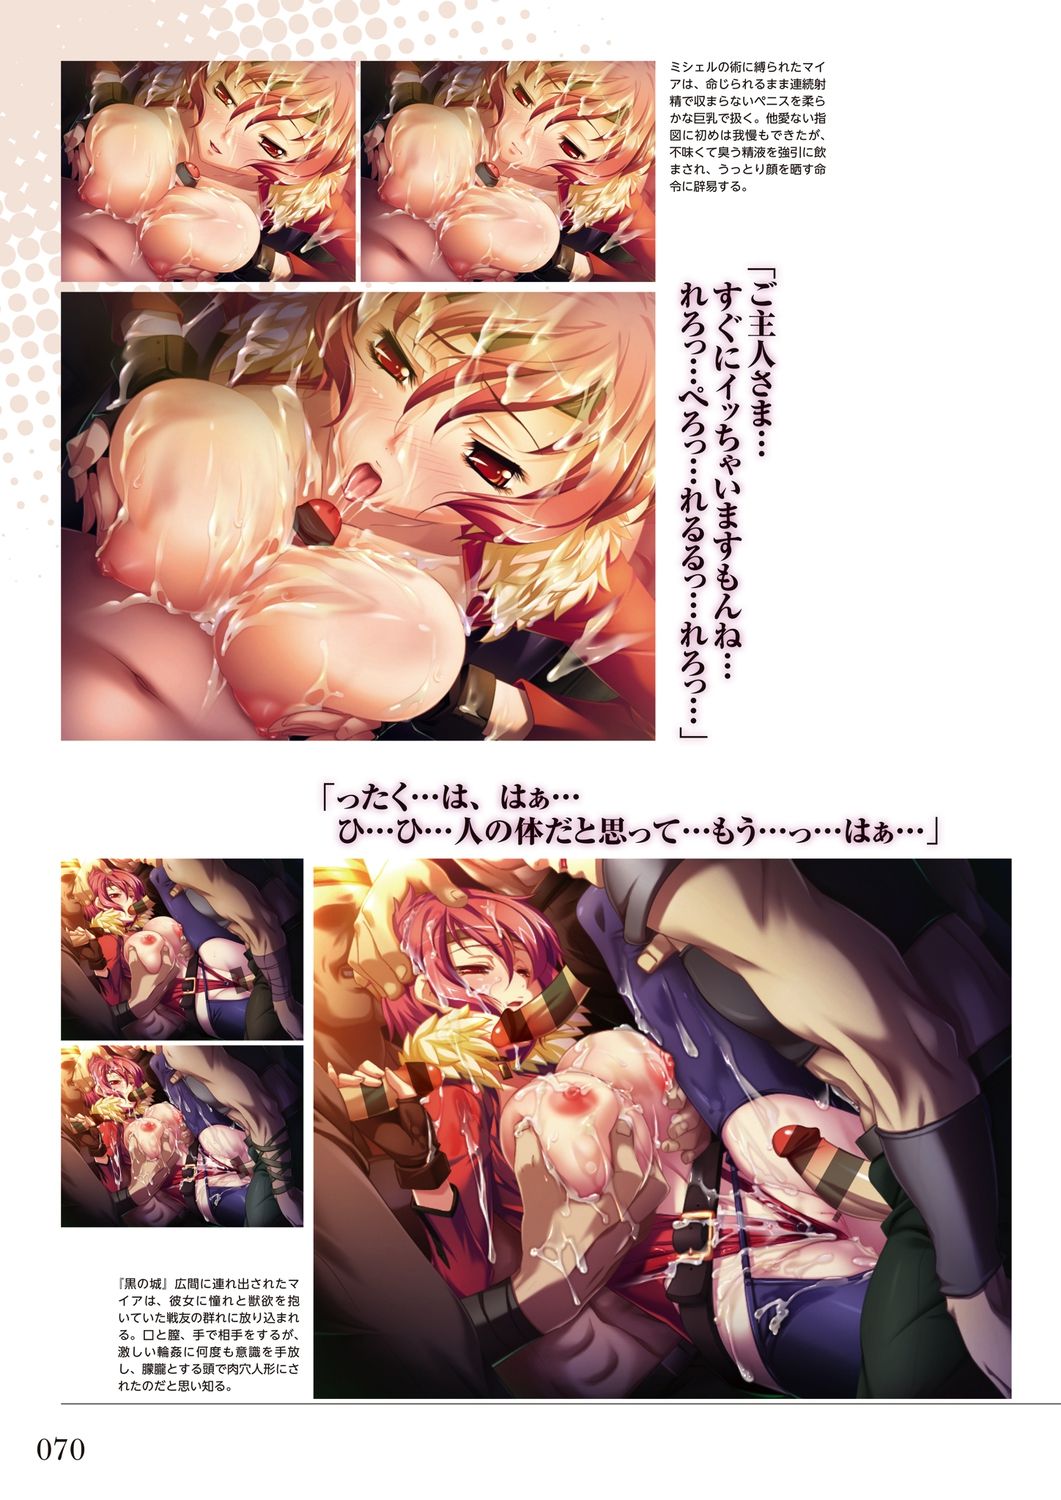 ミシェルの術に縛られたマイ
アは、命じられるまま連続射
精で収まらないペニスを柔ら
かな巨乳で扱く。他愛ない指
図に初めは我慢もできたが、
不味くて臭う精液を強引に飲
まされ、うっとり顔を晒す命
令に辟易する。
「ご主人さま…
すぐにイッちゃいますもんね…
れろっ…ぺろっ…れるるっ…れろっ…」
「ったく…は、はぁ…
ひ…ひ…人の体だと思って…もう…っ…はぁ…」
『黒の城』広間に連れ出されたマ
イアは、彼女に憧れと獣欲を抱
いていた戦友の群れに放り込まれ
る。口と膣、手で相手をするが、
激しい輪姦に何度も意識を手放
し、朦朧とする頭で肉穴人形にさ
れたのだと思い知る。
070